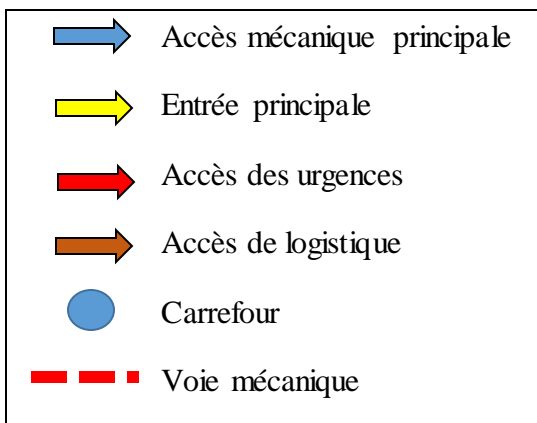 Accès mécanique principale
Entrée principale
Accès des urgences
Accès de logistique
Carrefour
Voie mécanique